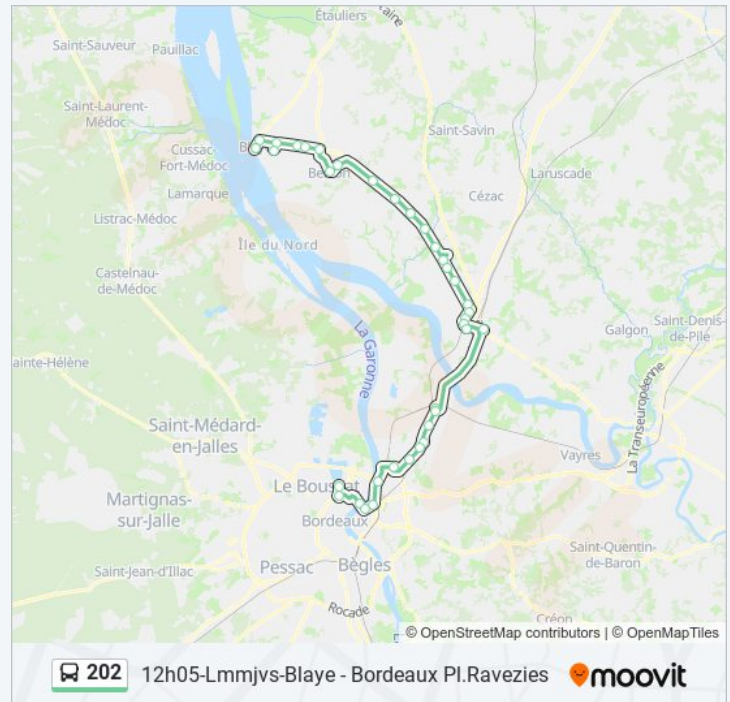 Étauliers
Saint-Sauveur
Pauillac
Saint-Laurent-
Médoc
Saint-Savin
Cussac-
Fort-Médoc
Laruscade
Lamarque
Cézac
Listrac-Médoc
Île du Nord
Castelnau-
de-Médoc
La Garonne
Galgon
Saint-Denis-
de-Pile
ainte-Hélène
La Transeuropéenne
Saint-Médard-
en-Jalles
Vayres
Le Bouscat
Martignas-
sur-Jalle
Bordeaux
Saint-Quentin-
de-Baron
Saint-Jean-d'Illac
Pessac
Bègles
Rocade
Créon
© OpenStreetMap contributors | © OpenMapTiles
202 12h05-Lmmjvs-Blaye - Bordeaux Pl.Ravezies moovit